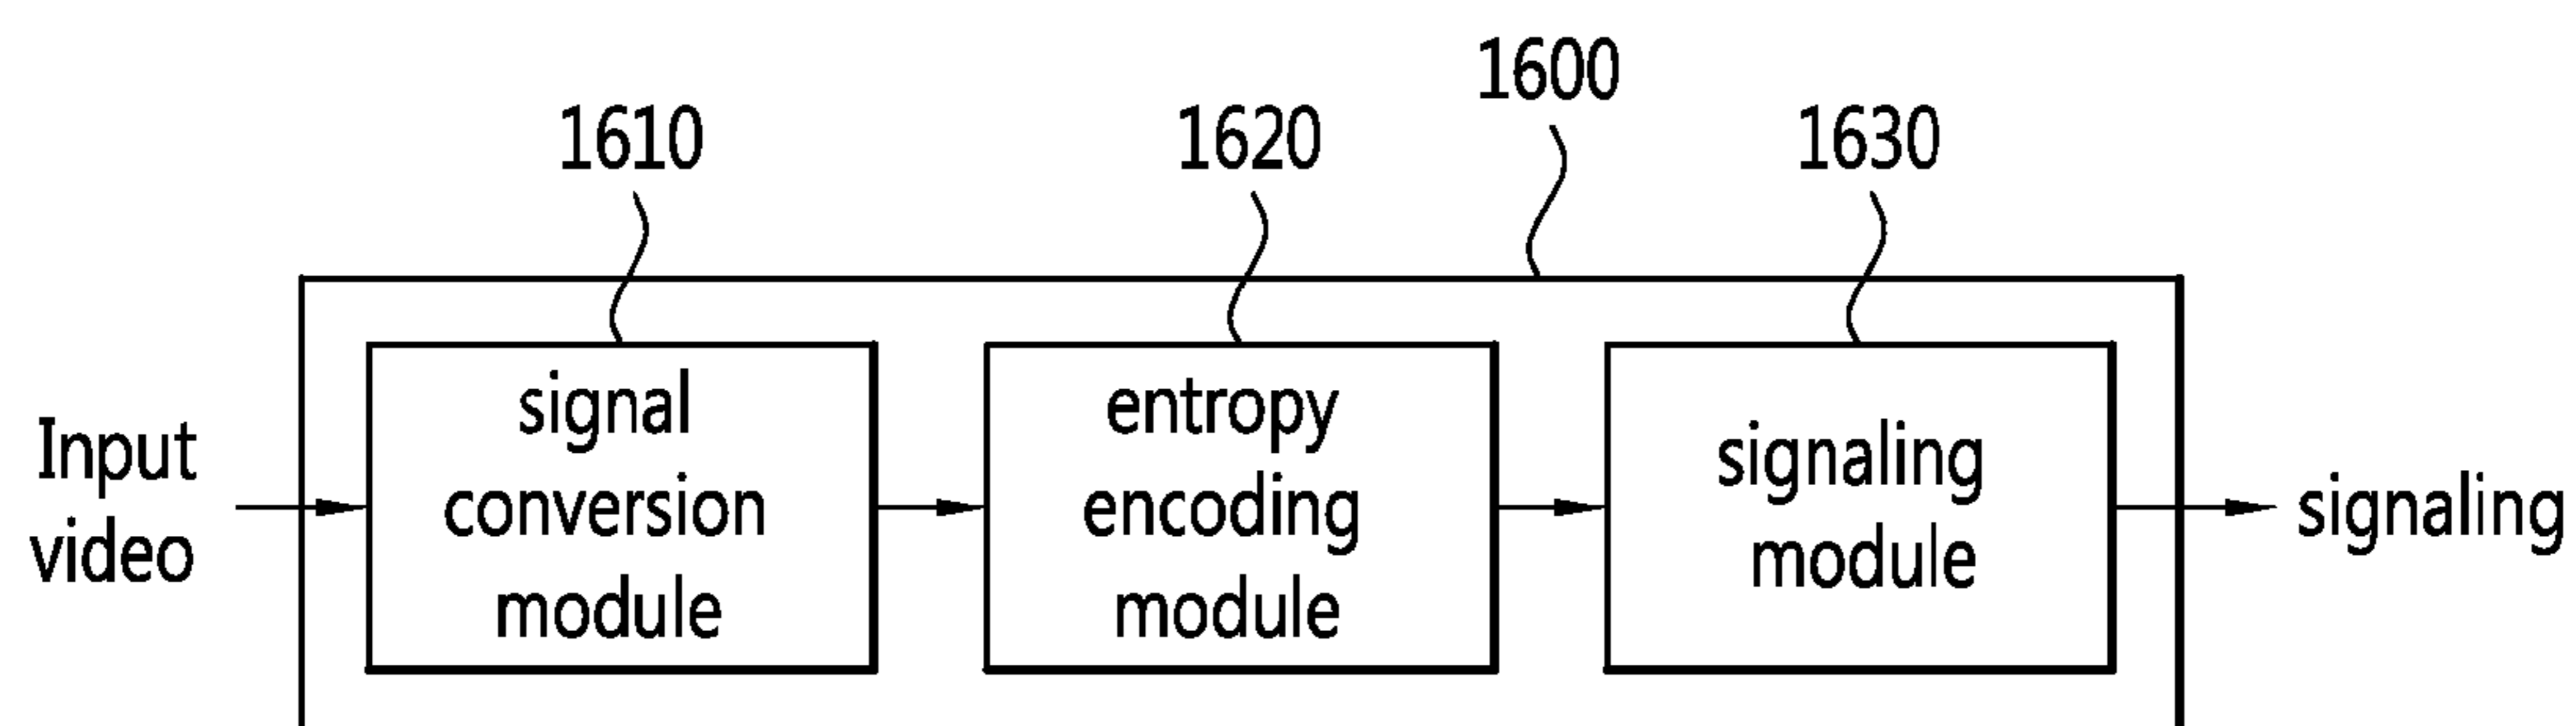 1600
1610
1620
1630
Input
video
signal
conversion
module
entropy
encoding
module
signaling
module
signaling